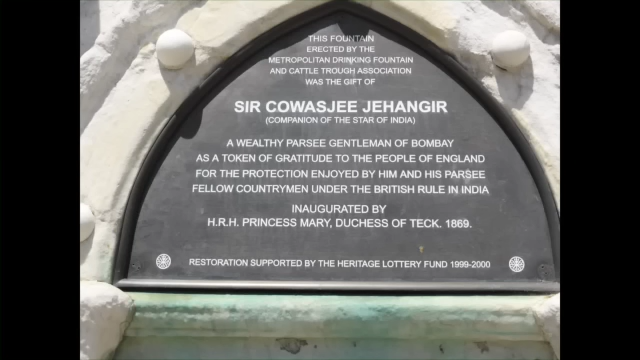 THIS FOUNTAIN
ERECTED BY THE
METROPOLITAN DRINKING FOUNTAIN
AND CATTLE TROUGH ASSOCIATION
WAS THE GIFT OF
SIR COWASJEE JEHANGIR
(COMPANION OF THE STAR OF INDIA)
A WEALTHY PARSEE GENTLEMAN OF BOMBAY
AS A TOKEN OF GRATITUDE TO THE PEOPLE OF ENGLAND
FOR THE PROTECTION ENJOYED BY HIM AND HIS PARSEE
FELLOW COUNTRYMEN UNDER THE BRITISH RULE IN INDIA
INAUGURATED BY
H.R.H. PRINCESS MARY, DUCHESS OF TECK. 1869.
RESTORATION SUPPORTED BY THE HERITAGE LOTTERY FUND 1999-2000